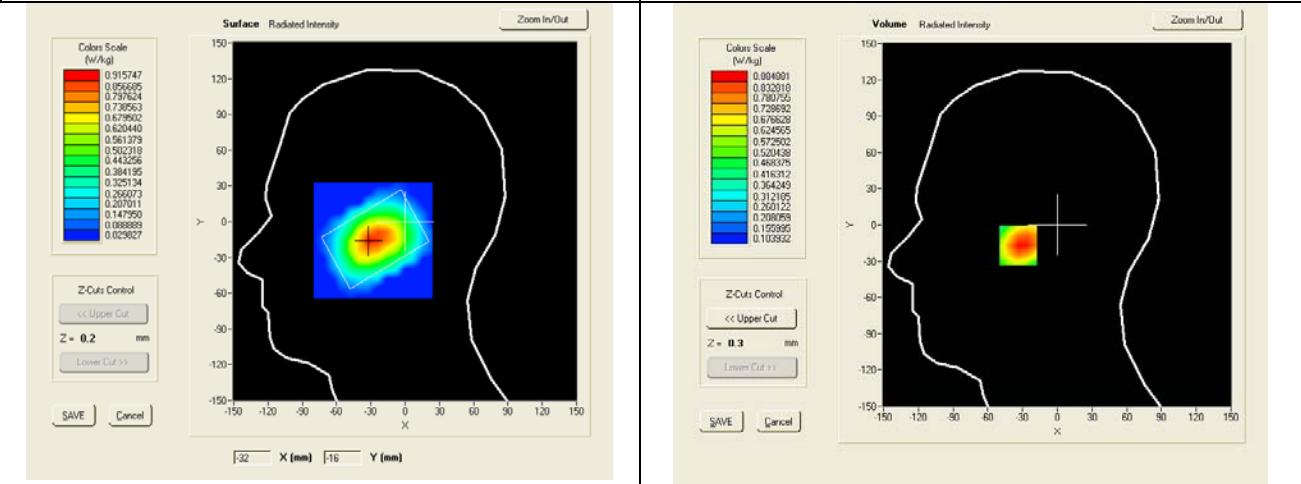 Surface Radiated Intensity
Zoom In/Out
Colors Scale
(W/kg)
0.915747
0.856685
0.797624
0.738563
0.679502
0.620440
0.561379
0.502318
0.443256
0.384195
0.325134
0.266073
0.207011
0.147950
0.088889
0.029827
Z-Cuts Control
<< Upper Cut
Z = 0.2 mm
Lower Cut >>
SAVE Cancel
150
120
90
60
30
0
-30
-60
-90
-120
-150
Y
-150 -120 -90 -60 -30 0 30 60 90 120 150
X
-32 X (mm) -16 Y (mm)
Volume Radiated Intensity
Zoom In/Out
Colors Scale
(W/kg)
0.884881
0.832818
0.780755
0.728692
0.676628
0.624565
0.572502
0.520438
0.468375
0.416312
0.364249
0.312185
0.260122
0.208059
0.155995
0.103932
Z-Cuts Control
<< Upper Cut
Z = 0.3 mm
Lower Cut >>
SAVE Cancel
150
120
90
60
30
0
-30
-60
-90
-120
-150
Y
-150 -120 -90 -60 -30 0 30 60 90 120 150
X